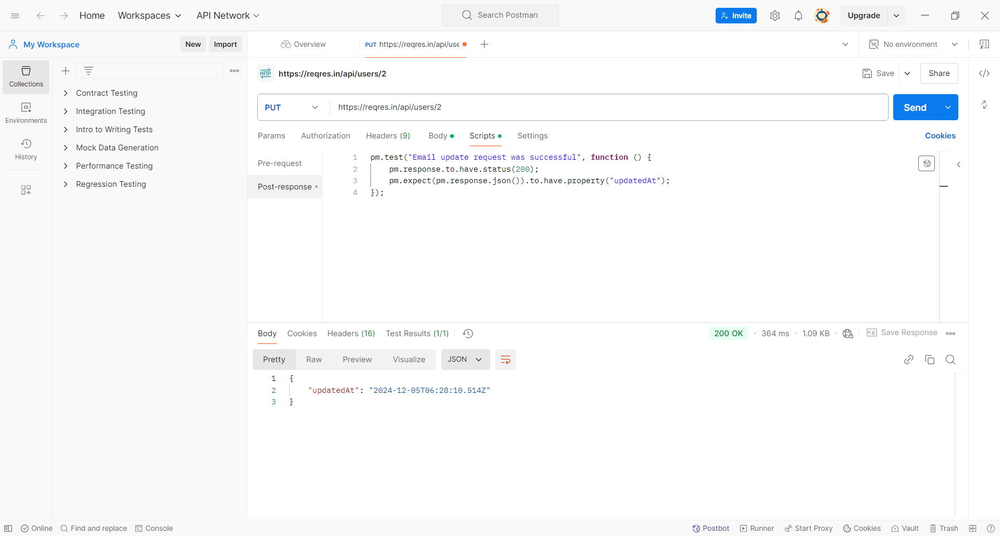 Home
Workspaces
API Network
Search Postman
Invite
Upgrade
My Workspace
New
Import
Overview
PUT https://reqres.in/api/use
No environment
Collections
Environments
History
Contract Testing
Integration Testing
Intro to Writing Tests
Mock Data Generation
Performance Testing
Regression Testing
HTTP
https://reqres.in/api/users/2
Save
Share
PUT
https://reqres.in/api/users/2
Send
Params
Authorization
Headers (9)
Body
Scripts
Settings
Cookies
Pre-request
Post-response
1 pm.test("Email update request was successful", function () {
2 pm.response.to.have.status(200);
3 pm.expect(pm.response.json()).to.have.property("updatedAt");
4 });
Body
Cookies
Headers (16)
Test Results (1/1)
200 OK
364 ms
1.09 KB
e.g.
Save Response
Pretty
Raw
Preview
Visualize
JSON
1 {
2 "updatedAt": "2024-12-05T06:28:10.514Z"
3 }
Online
Find and replace
Console
Postbot
Runner
Start Proxy
Cookies
Vault
Trash